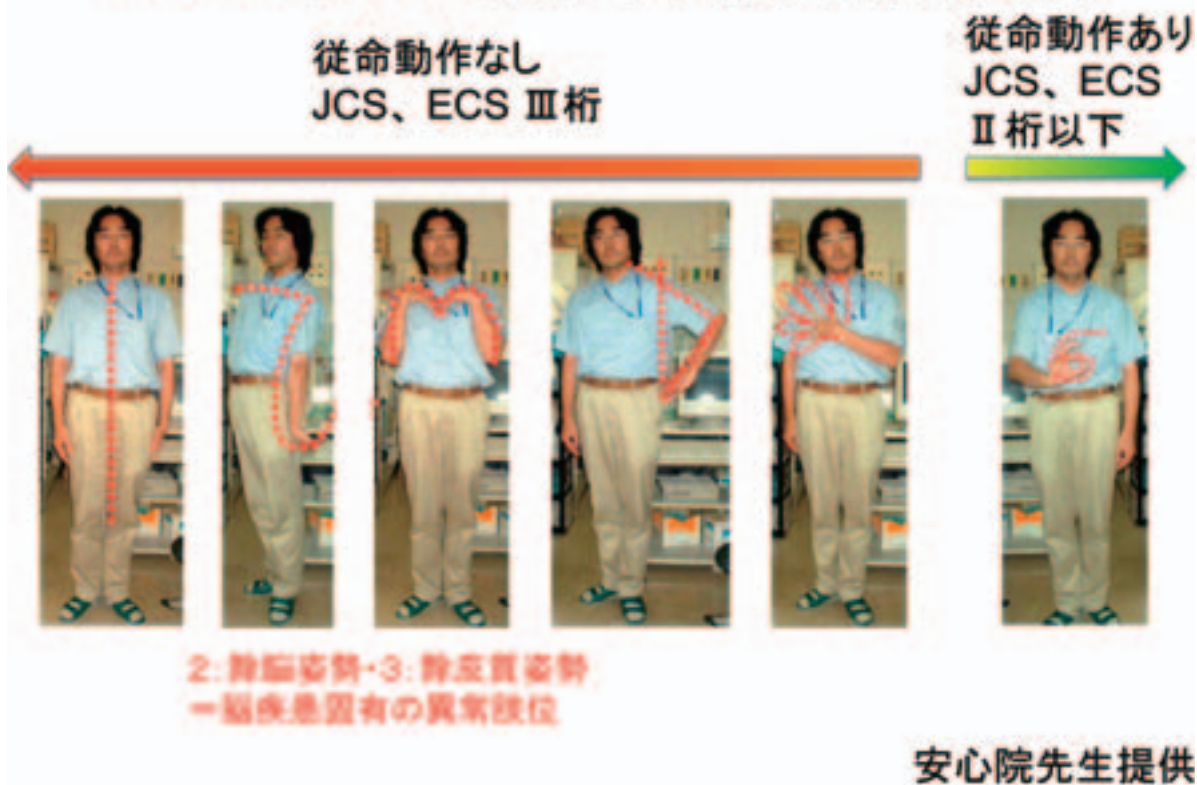 従命動作なし
JCS、ECS Ⅲ桁
従命動作あり
JCS、ECS
Ⅱ桁以下
2:除脳姿勢・3:除皮質姿勢
=脳疾患固有の異常肢位
安心院先生提供